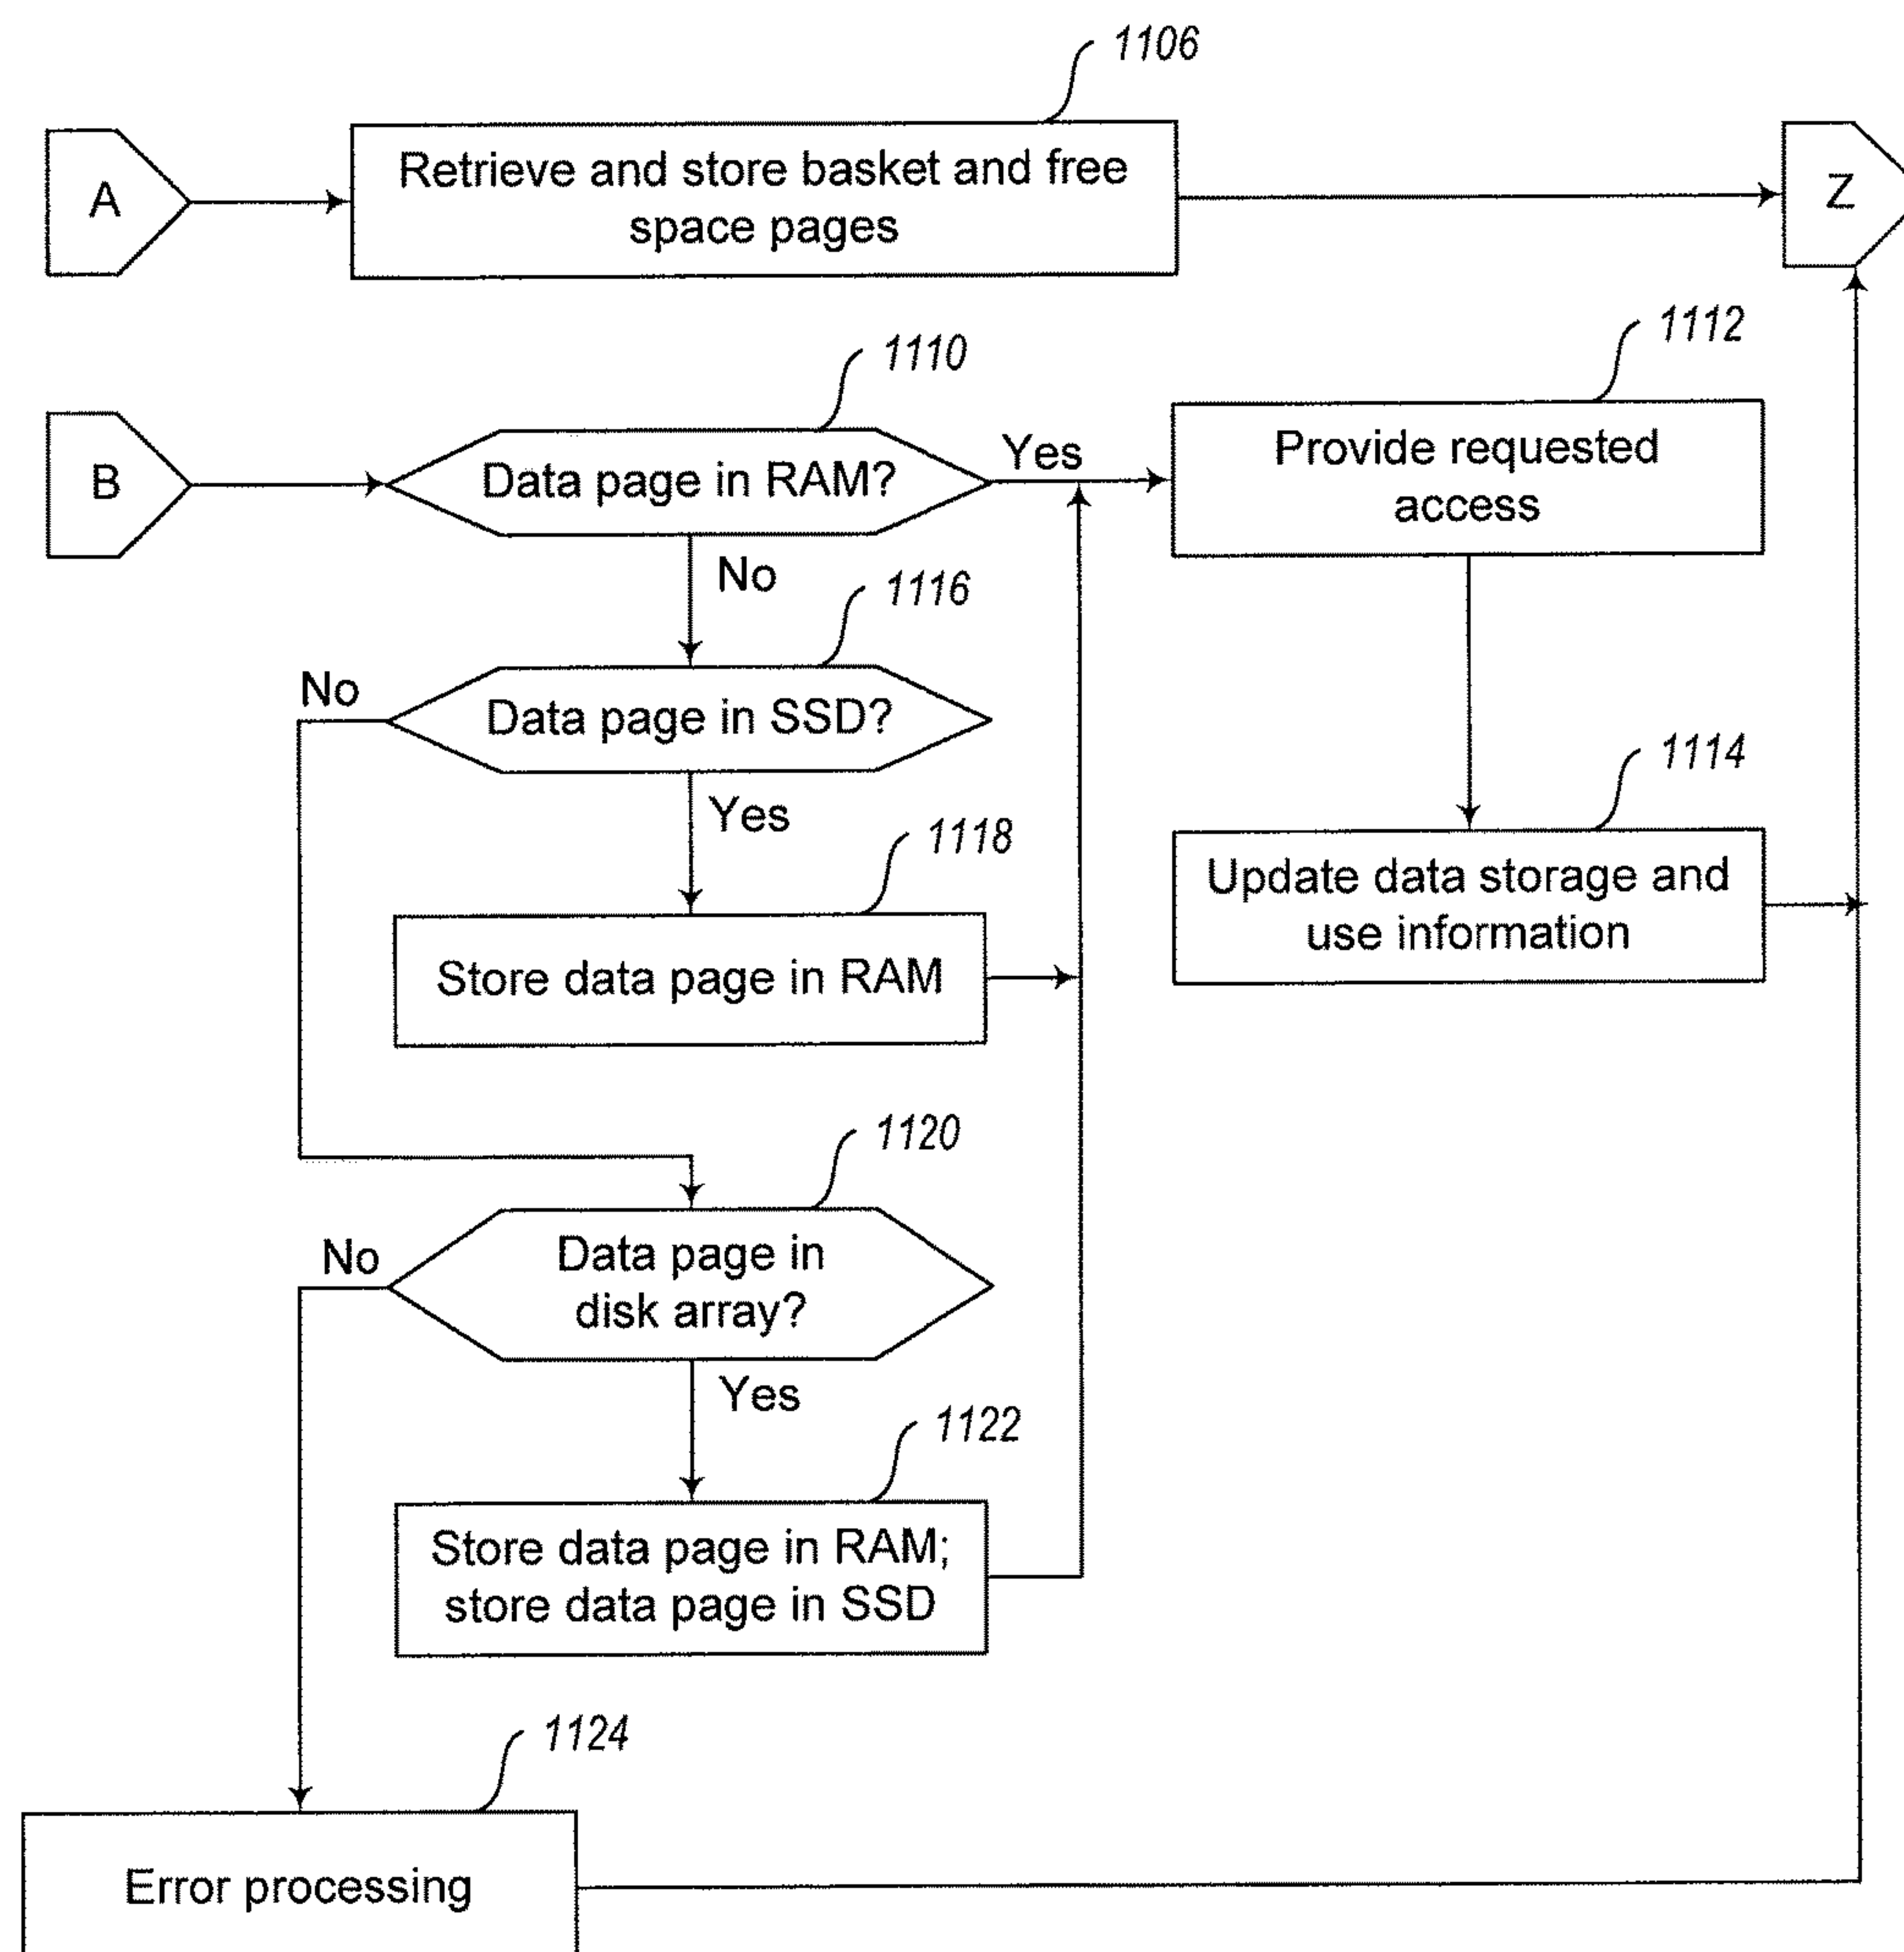 1106
A
Retrieve and store basket and free
space pages
Z
1110
1112
B
Data page in RAM?
Yes
Provide requested
access
No
1116
No
Data page in SSD?
Yes
1114
Update data storage and
use information
1118
Store data page in RAM
1120
No
Data page in
disk array?
Yes
1122
Store data page in RAM;
store data page in SSD
1124
Error processing